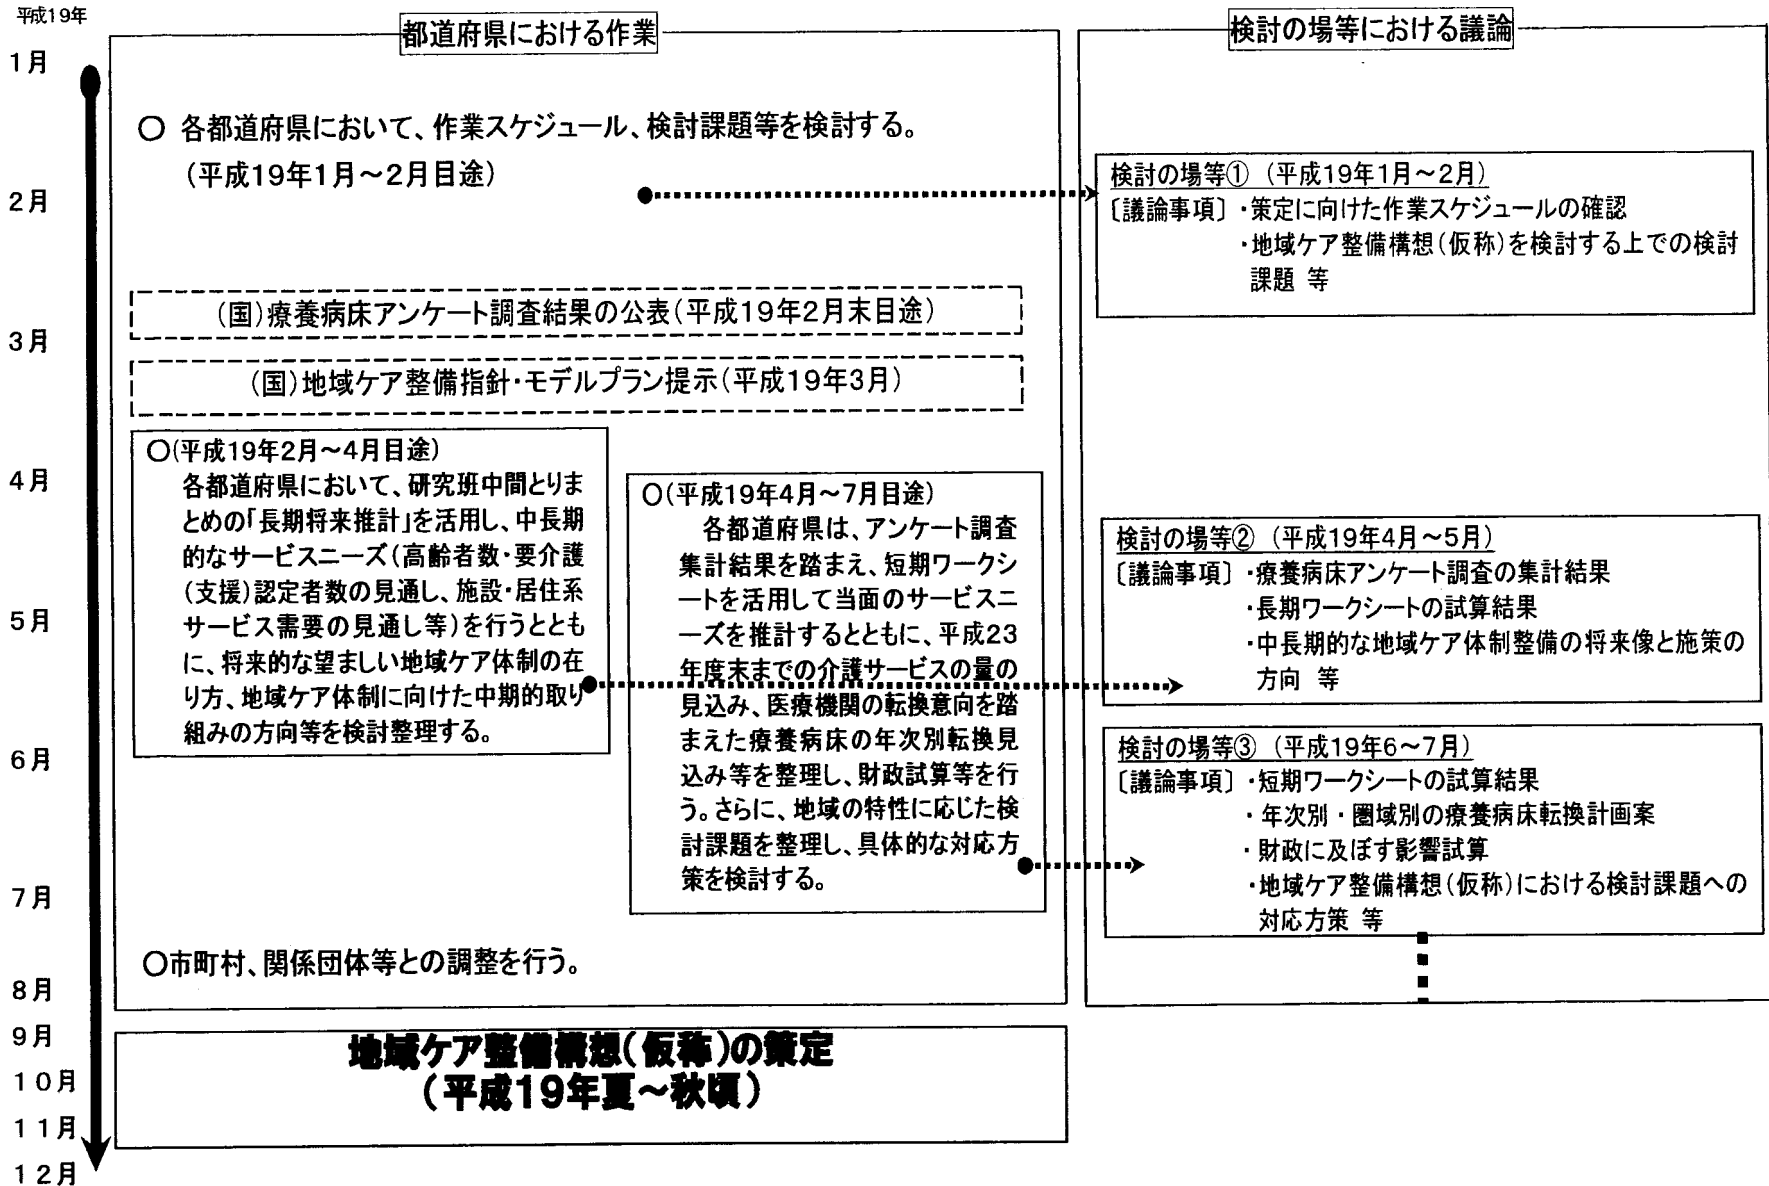 平成19年
1月
2月
3月
4月
5月
6月
7月
8月
9月
10月
11月
12月
都道府県における作業
○ 各都道府県において、作業スケジュール、検討課題等を検討する。
(平成19年1月～2月目途)
(国)療養病床アンケート調査結果の公表(平成19年2月末目途)
(国)地域ケア整備指針・モデルプラン提示(平成19年3月)
○(平成19年2月～4月目途)
各都道府県において、研究班中間とりま
とめの「長期将来推計」を活用し、中長期
的なサービスニーズ(高齢者数・要介護
(支援)認定者数の見通し、施設・居住系
サービス需要の見通し等)を行うととも
に、将来的な望ましい地域ケア体制の在
り方、地域ケア体制に向けた中期的取り
組みの方向等を検討整理する。
○(平成19年4月～7月目途)
各都道府県は、アンケート調査
集計結果を踏まえ、短期ワークシ
ートを活用して当面のサービスニ
ーズを推計するとともに、平成23
年度末までの介護サービスの量の
見込み、医療機関の転換意向を踏
まえた療養病床の年次別転換見
込み等を整理し、財政試算等を行
う。さらに、地域の特性に応じた検
討課題を整理し、具体的な対応方
策を検討する。
○市町村、関係団体等との調整を行う。
地域ケア整備構想(仮称)の策定
(平成19年夏～秋頃)
検討の場等における議論
検討の場等① (平成19年1月～2月)
〔議論事項〕・策定に向けた作業スケジュールの確認
・地域ケア整備構想(仮称)を検討する上での検討
課題 等
検討の場等② (平成19年4月～5月)
〔議論事項〕・療養病床アンケート調査の集計結果
・長期ワークシートの試算結果
・中長期的な地域ケア体制整備の将来像と施策の
方向 等
検討の場等③ (平成19年6～7月)
〔議論事項〕・短期ワークシートの試算結果
・年次別・圏域別の療養病床転換計画案
・財政に及ぼす影響試算
・地域ケア整備構想(仮称)における検討課題への
対応方策 等